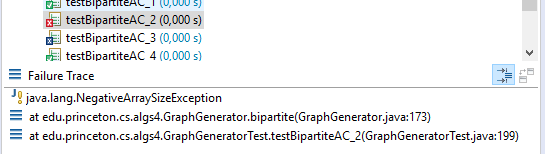 testBipartiteAC_1 (0,000 s)
testBipartiteAC_2 (0,000 s)
testBipartiteAC_3 (0,000 s)
testBipartiteAC_4 (0,000 s)
Failure Trace
java.lang.NegativeArraySizeException
at edu.princeton.cs.algs4.GraphGenerator.bipartite(GraphGenerator.java:173)
at edu.princeton.cs.algs4.GraphGeneratorTest.testBipartiteAC_2(GraphGeneratorTest.java:199)